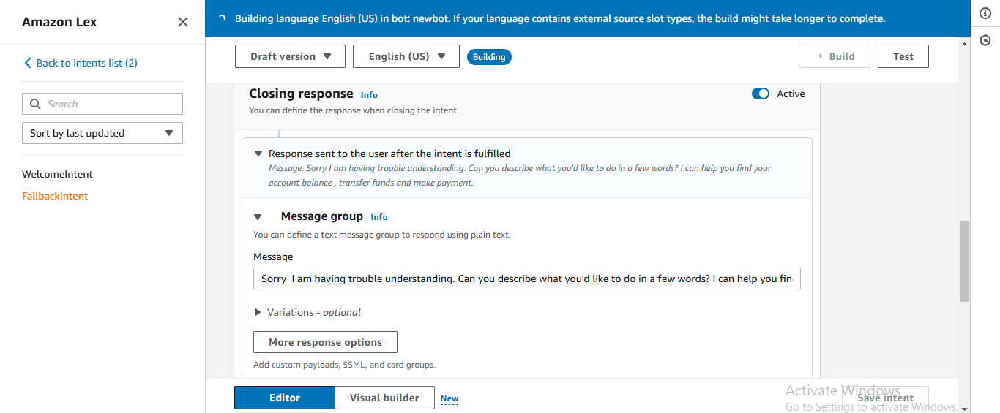 Amazon Lex
Building language English (US) in bot: newbot. If your language contains external source slot types, the build might take longer to complete.
Back to intents list (2)
Draft version
English (US)
Building
Build
Test
Search
Sort by last updated
WelcomeIntent
FallbackIntent
Closing response Info
Active
You can define the response when closing the intent.
Response sent to the user after the intent is fulfilled
Message: Sorry I am having trouble understanding. Can you describe what you'd like to do in a few words? I can help you find your
account balance , transfer funds and make payment.
Message group Info
You can define a text message group to respond using plain text.
Message
Sorry  I am having trouble understanding. Can you describe what you'd like to do in a few words? I can help you fin
Variations - optional
More response options
Add custom payloads, SSML, and card groups.
Editor
Visual builder
New
Save intent
Activate Windows
Go to Settings to activate Windows.